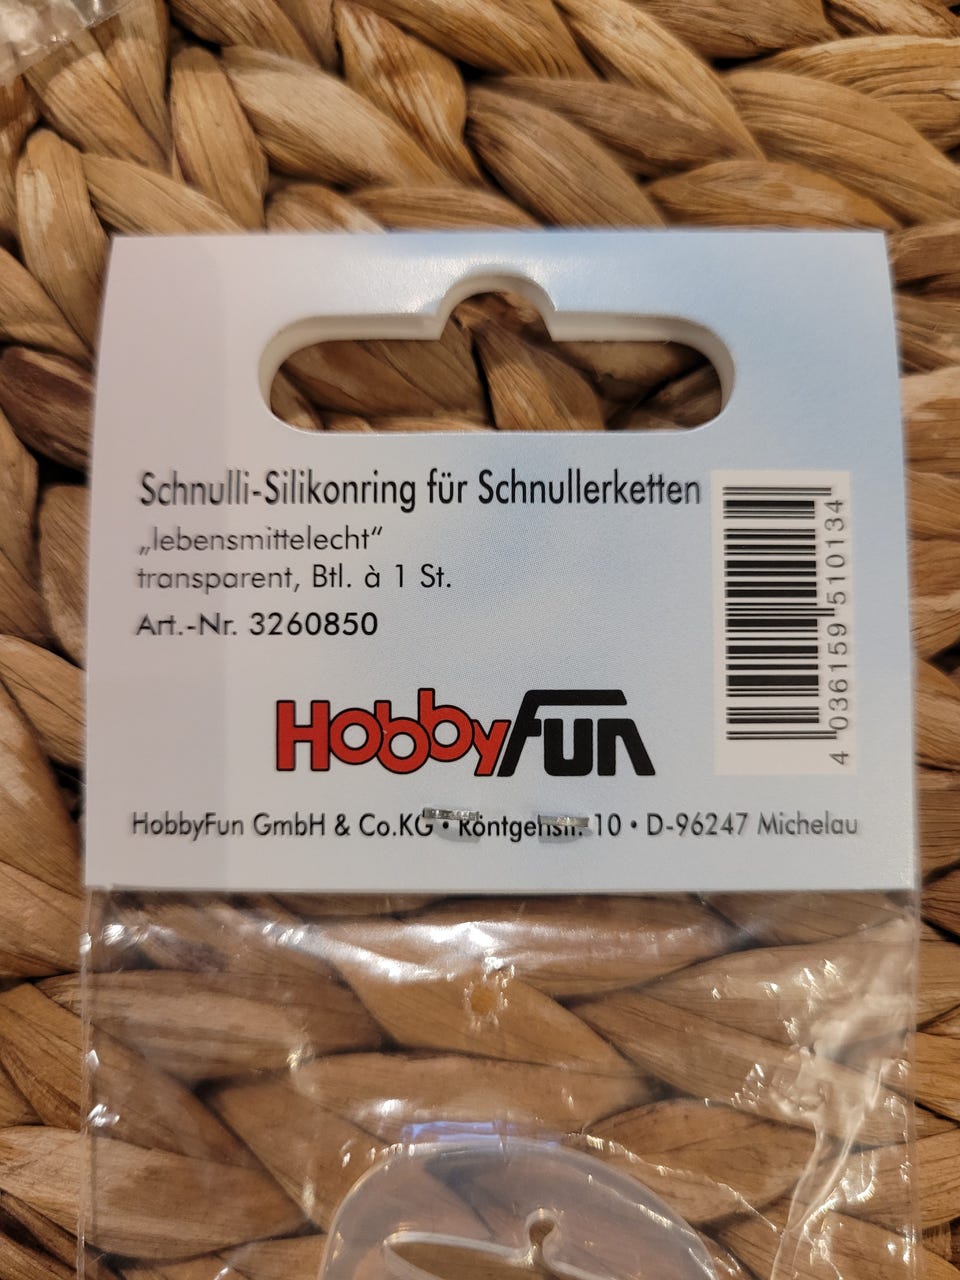 Schnulli-Silikonring für Schnullerketten
„lebensmittelecht“
transparent, Btl. à 1 St.
Art.-Nr. 3260850
4 036159 510134
HobbyFun
HobbyFun GmbH & Co.KG • Röntgenstr. 10 • D-96247 Michelau